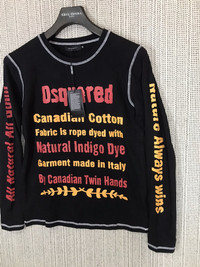 Dsquared
Canadian Cotton
Fabric is rope dyed with
Natural Indigo Dye
Garment made in Italy
By Canadian Twin Hands
All Natural All
Nature Always wins